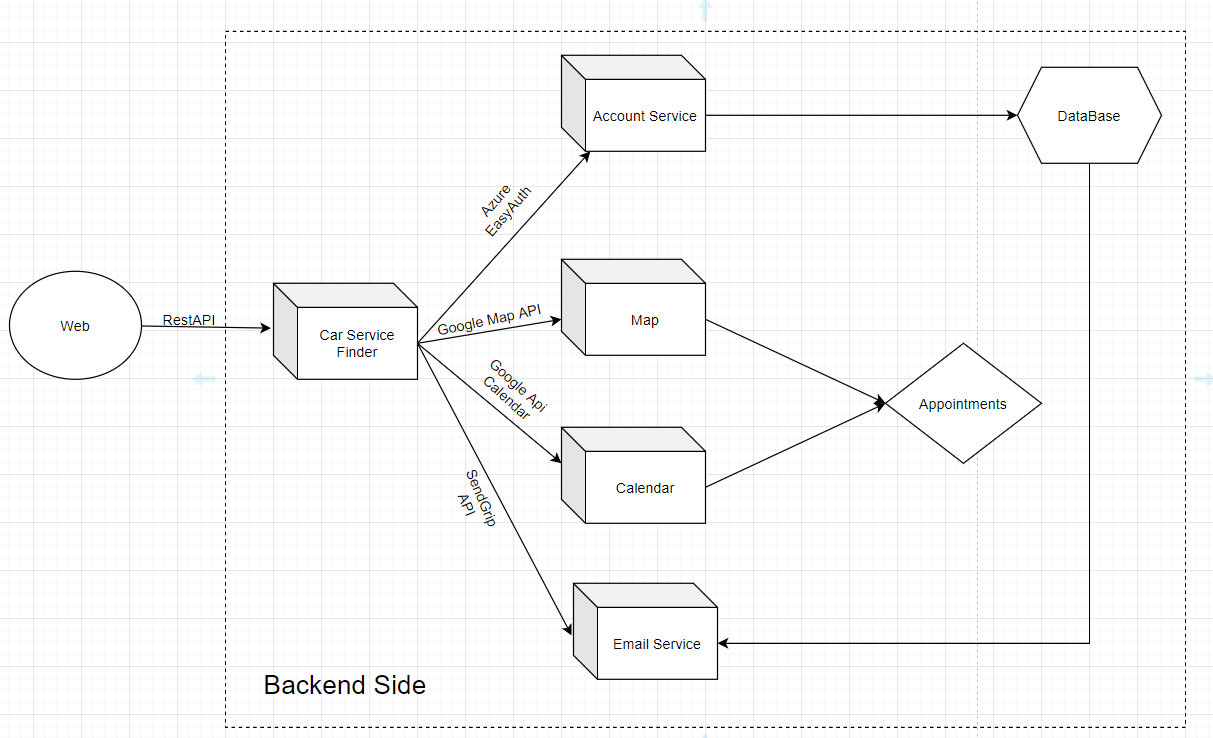 Account Service
DataBase
Azure
EasyAuth
Web
RestAPI
Car Service
Finder
Google Map API
Map
Google Api
Calendar
Appointments
SendGrip
API
Calendar
Email Service
Backend Side